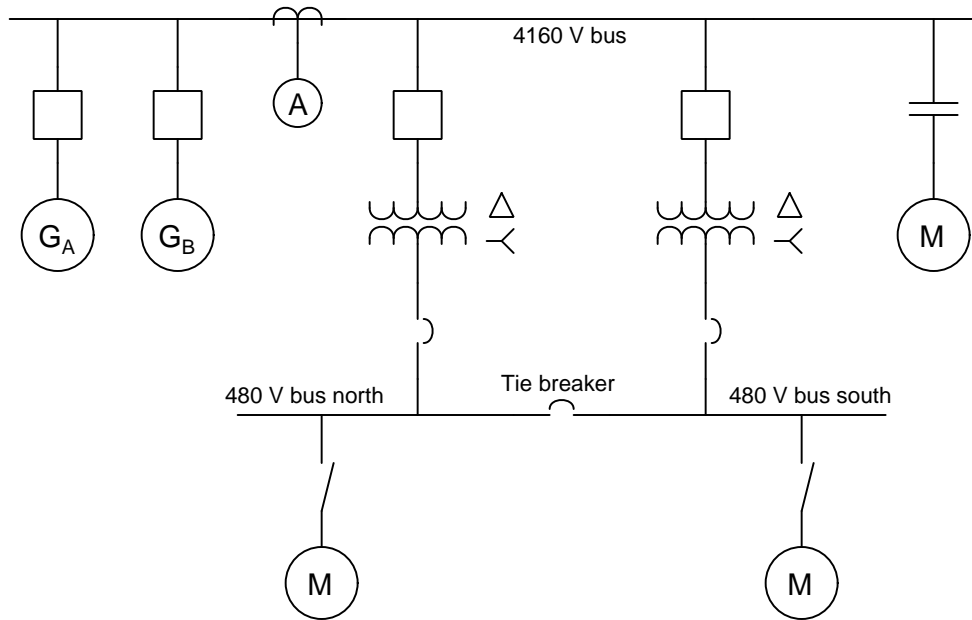 4160 V bus
A
G_A
G_B
M
Tie breaker
480 V bus north
480 V bus south
M
M